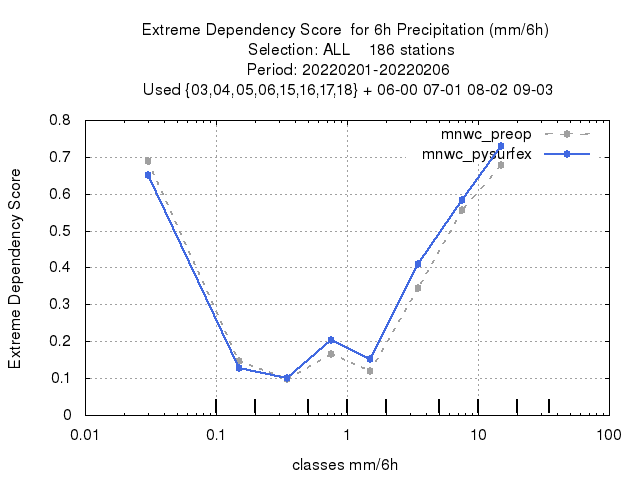 Extreme Dependency Score  for 6h Precipitation (mm/6h)
Selection: ALL    186 stations
Period: 20220201-20220206
Used {03,04,05,06,15,16,17,18} + 06-00 07-01 08-02 09-03
0.8
0.7
0.6
0.5
0.4
0.3
0.2
0.1
0
Extreme Dependency Score
mnwc_preop
mnwc_pysurfex
0.01 0.1 1 10 100
classes mm/6h